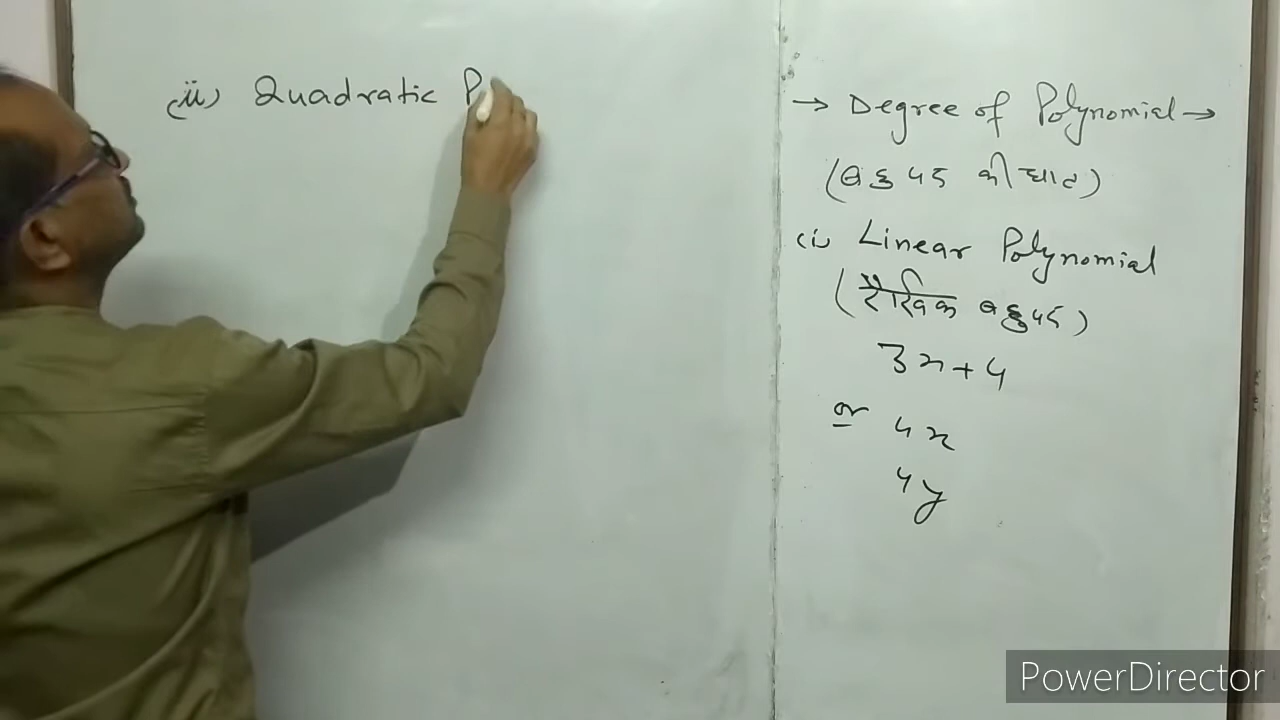 (ii) Quadratic P
→ Degree of Polynomial →
(बहुपद की घात)
(i) Linear Polynomial
(रैखिक बहुपद)
3x+4
or 4x
4y
PowerDirector